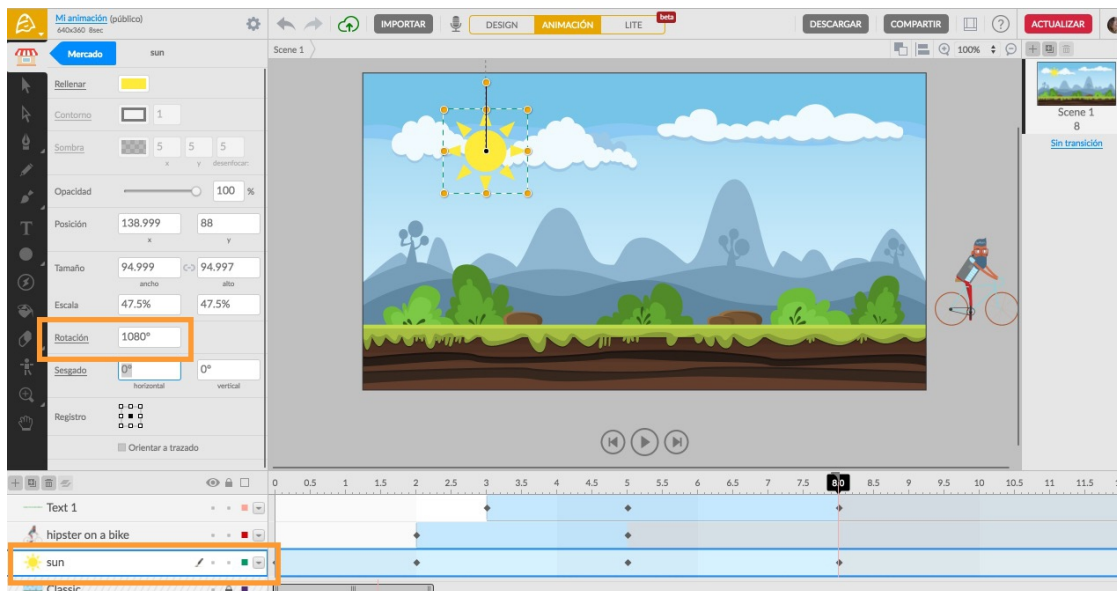 Mi animación (público)
640x360 8sec
IMPORTAR
DESIGN ANIMACIÓN LITE beta
DESCARGAR COMPARTIR ? ACTUALIZAR
Mercado sun
Scene 1
100%
Rellenar
Contorno 1
Sombra 5 5 5
x y desenfocar:
Opacidad 100 %
Posición 138.999 88
x y
Tamaño 94.999 94.997
ancho alto
Escala 47.5% 47.5%
Rotación 1080º
Sesgado 0º 0º
horizontal vertical
Registro
Orientar a trazado
Scene 1
8
Sin transición
0 0.5 1 1.5 2 2.5 3 3.5 4 4.5 5 5.5 6 6.5 7 7.5 8.0 8.5 9 9.5 10 10.5 11 11.5
Text 1
hipster on a bike
sun
Classic